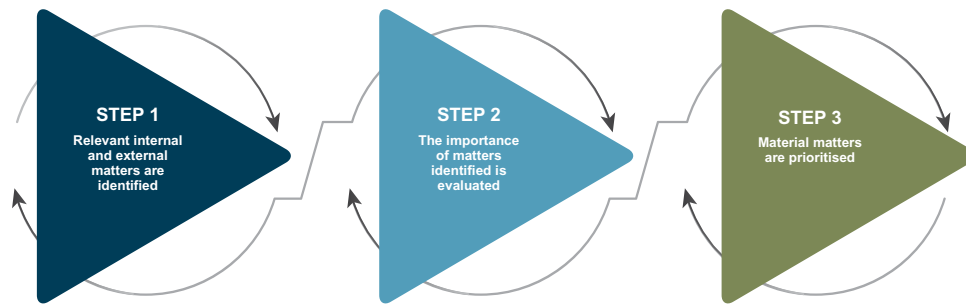 STEP 1
Relevant internal
and external
matters are
identified
STEP 2
The importance
of matters
identified is
evaluated
STEP 3
Material matters
are prioritised